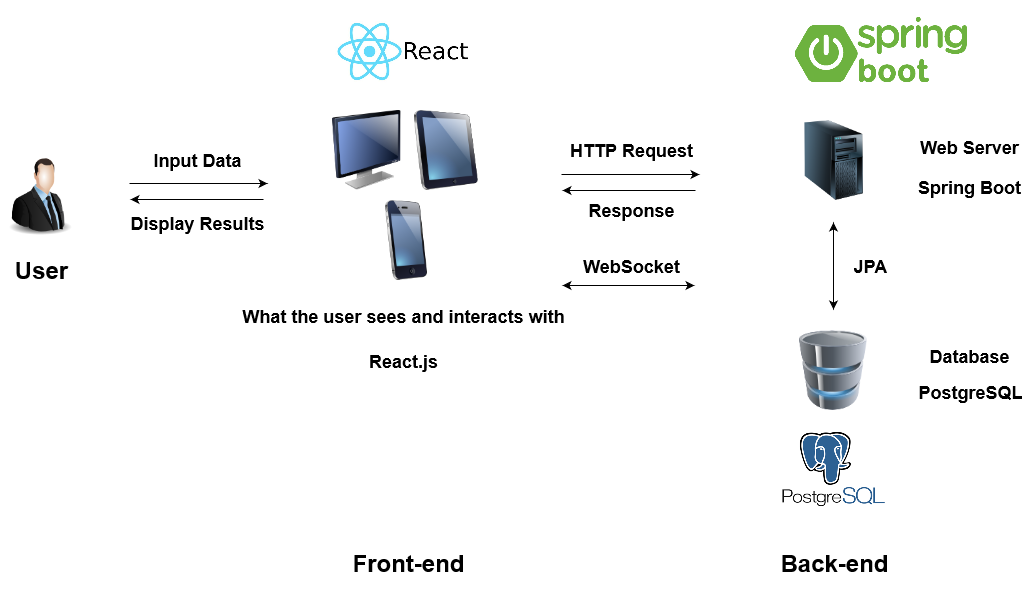 React
spring
boot
Input Data
Display Results
User
HTTP Request
Response
WebSocket
Web Server
Spring Boot
JPA
What the user sees and interacts with
React.js
Database
PostgreSQL
PostgreSQL
Front-end
Back-end